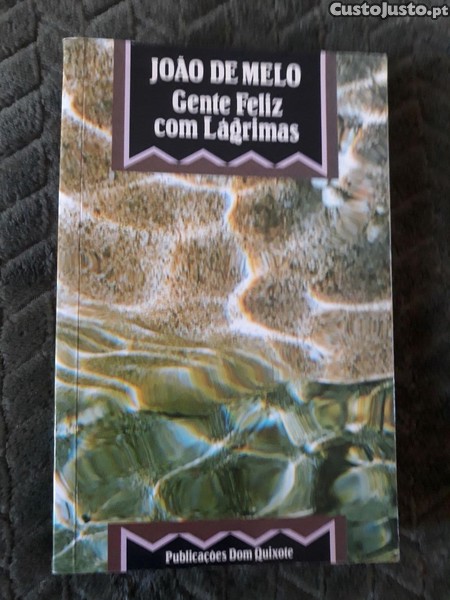 CustoJusto.pt
JOÃO DE MELO
Gente Feliz
com Lágrimas
Publicações Dom Quixote